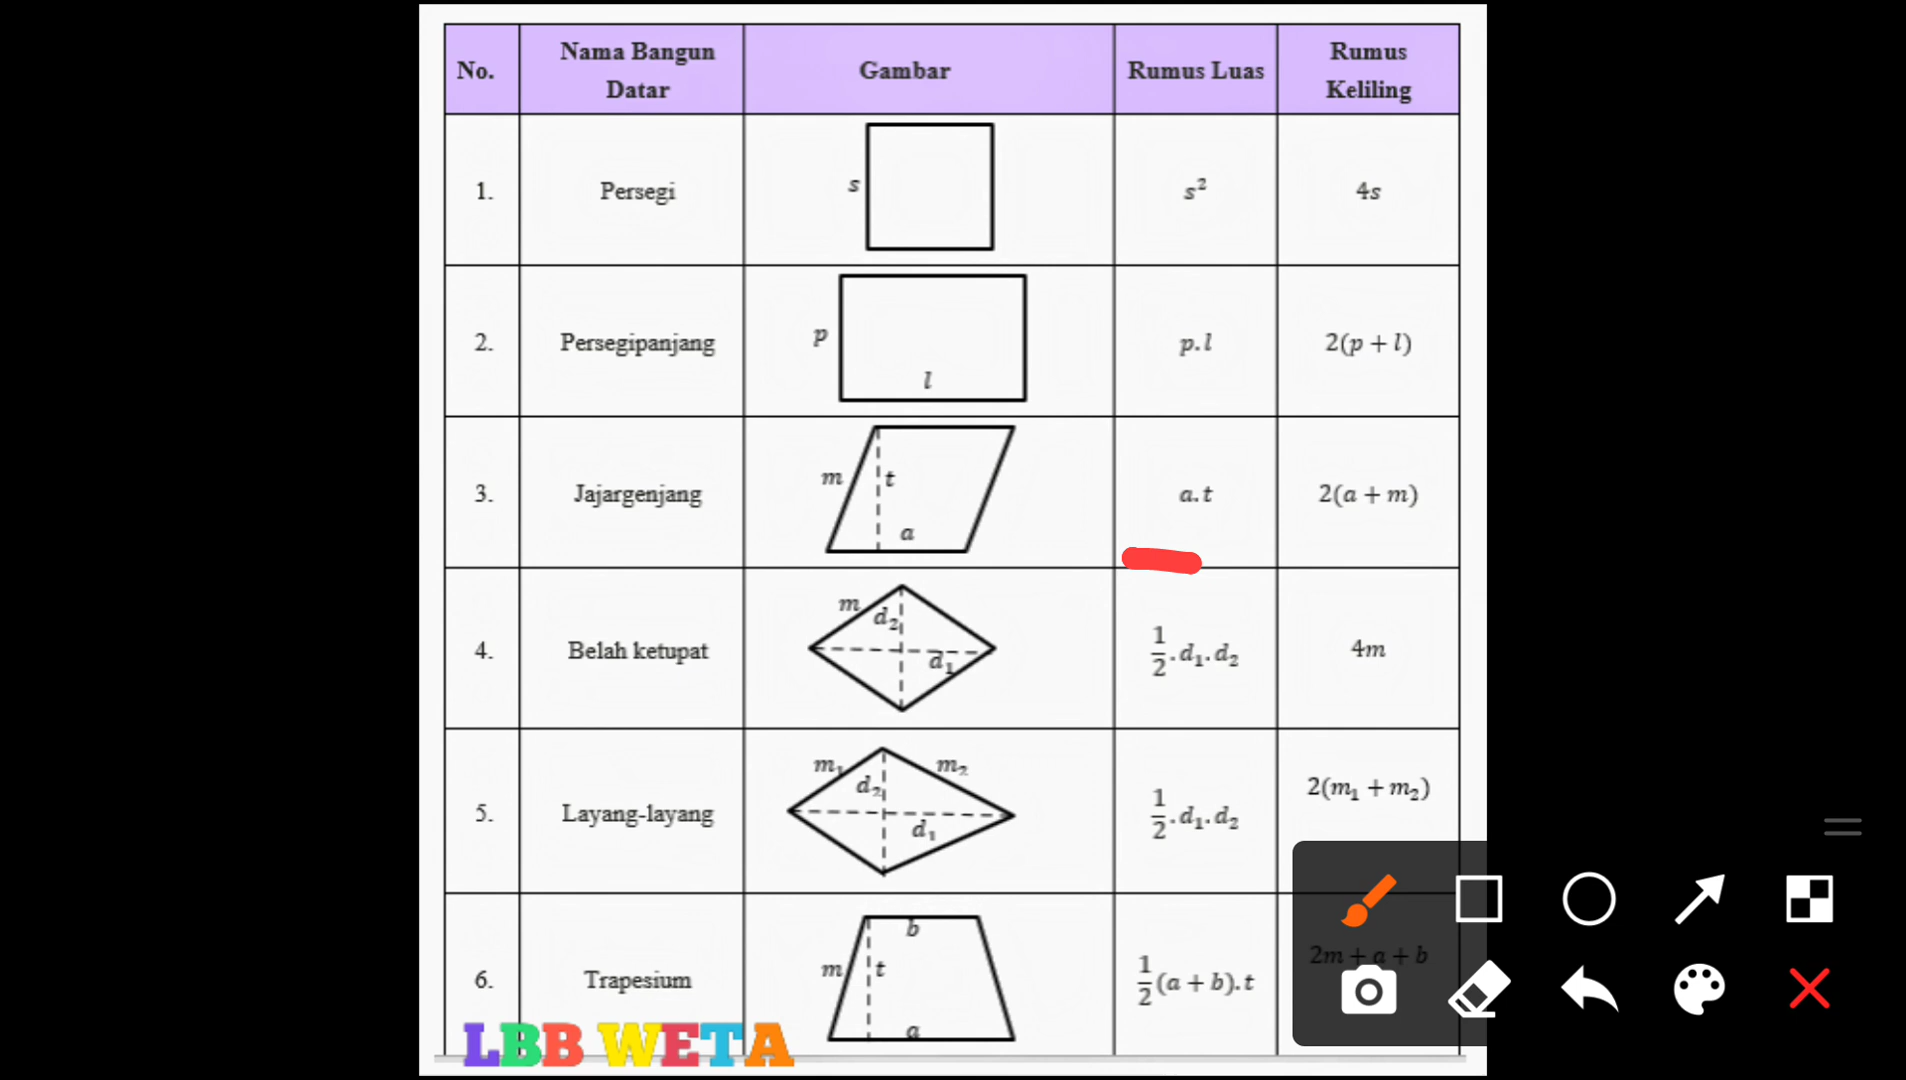 No.
Nama Bangun
Datar
Gambar
Rumus Luas
Rumus
Keliling
1.
Persegi
s
s²
4s
2.
Persegipanjang
p
l
p.l
2(p + l)
3.
Jajargenjang
m
t
a
a.t
2(a + m)
4.
Belah ketupat
m
d₂
d₁
1/2 .d₁.d₂
4m
5.
Layang-layang
m₁
m₂
d₂
d₁
1/2 .d₁.d₂
2(m₁ + m₂)
6.
Trapesium
b
m
t
a
1/2 (a + b).t
2m + a + b
LBB WETA